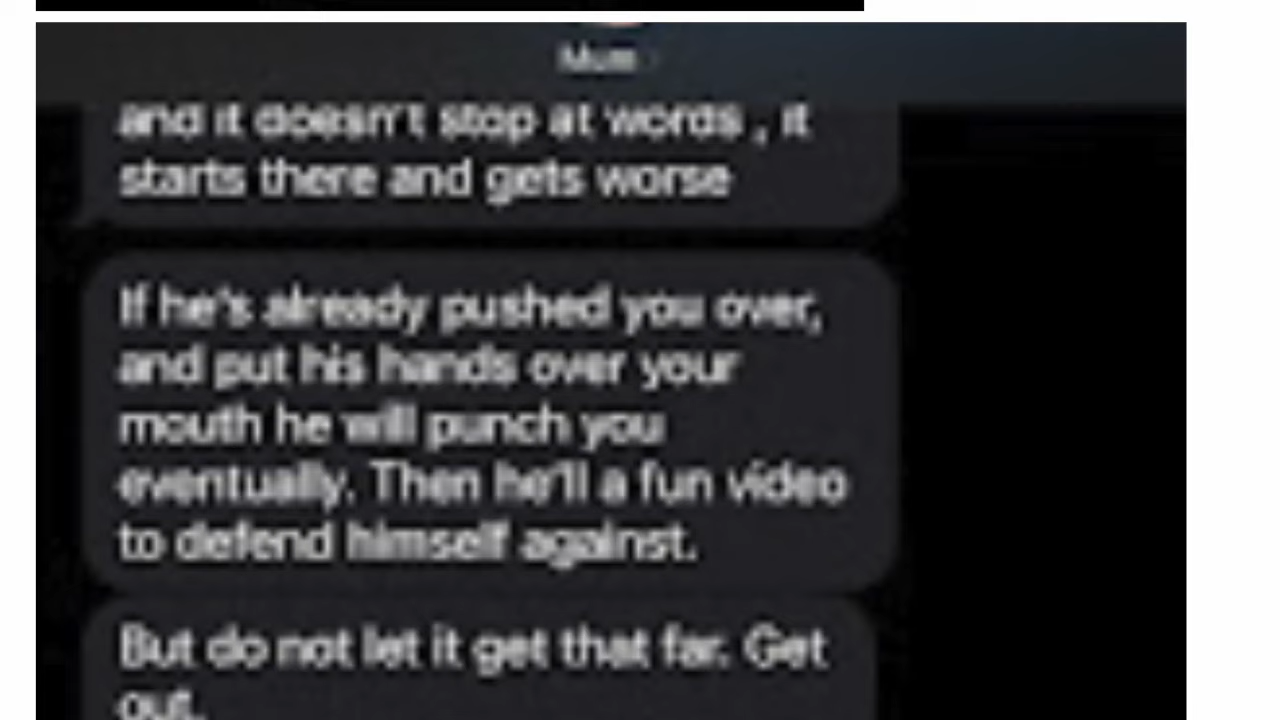 Mum
and it doesn't stop at words , it
starts there and gets worse
If he's already pushed you over,
and put his hands over your
mouth he will punch you
eventually. Then he'll a fun video
to defend himself against.
But do not let it get that far. Get
out.